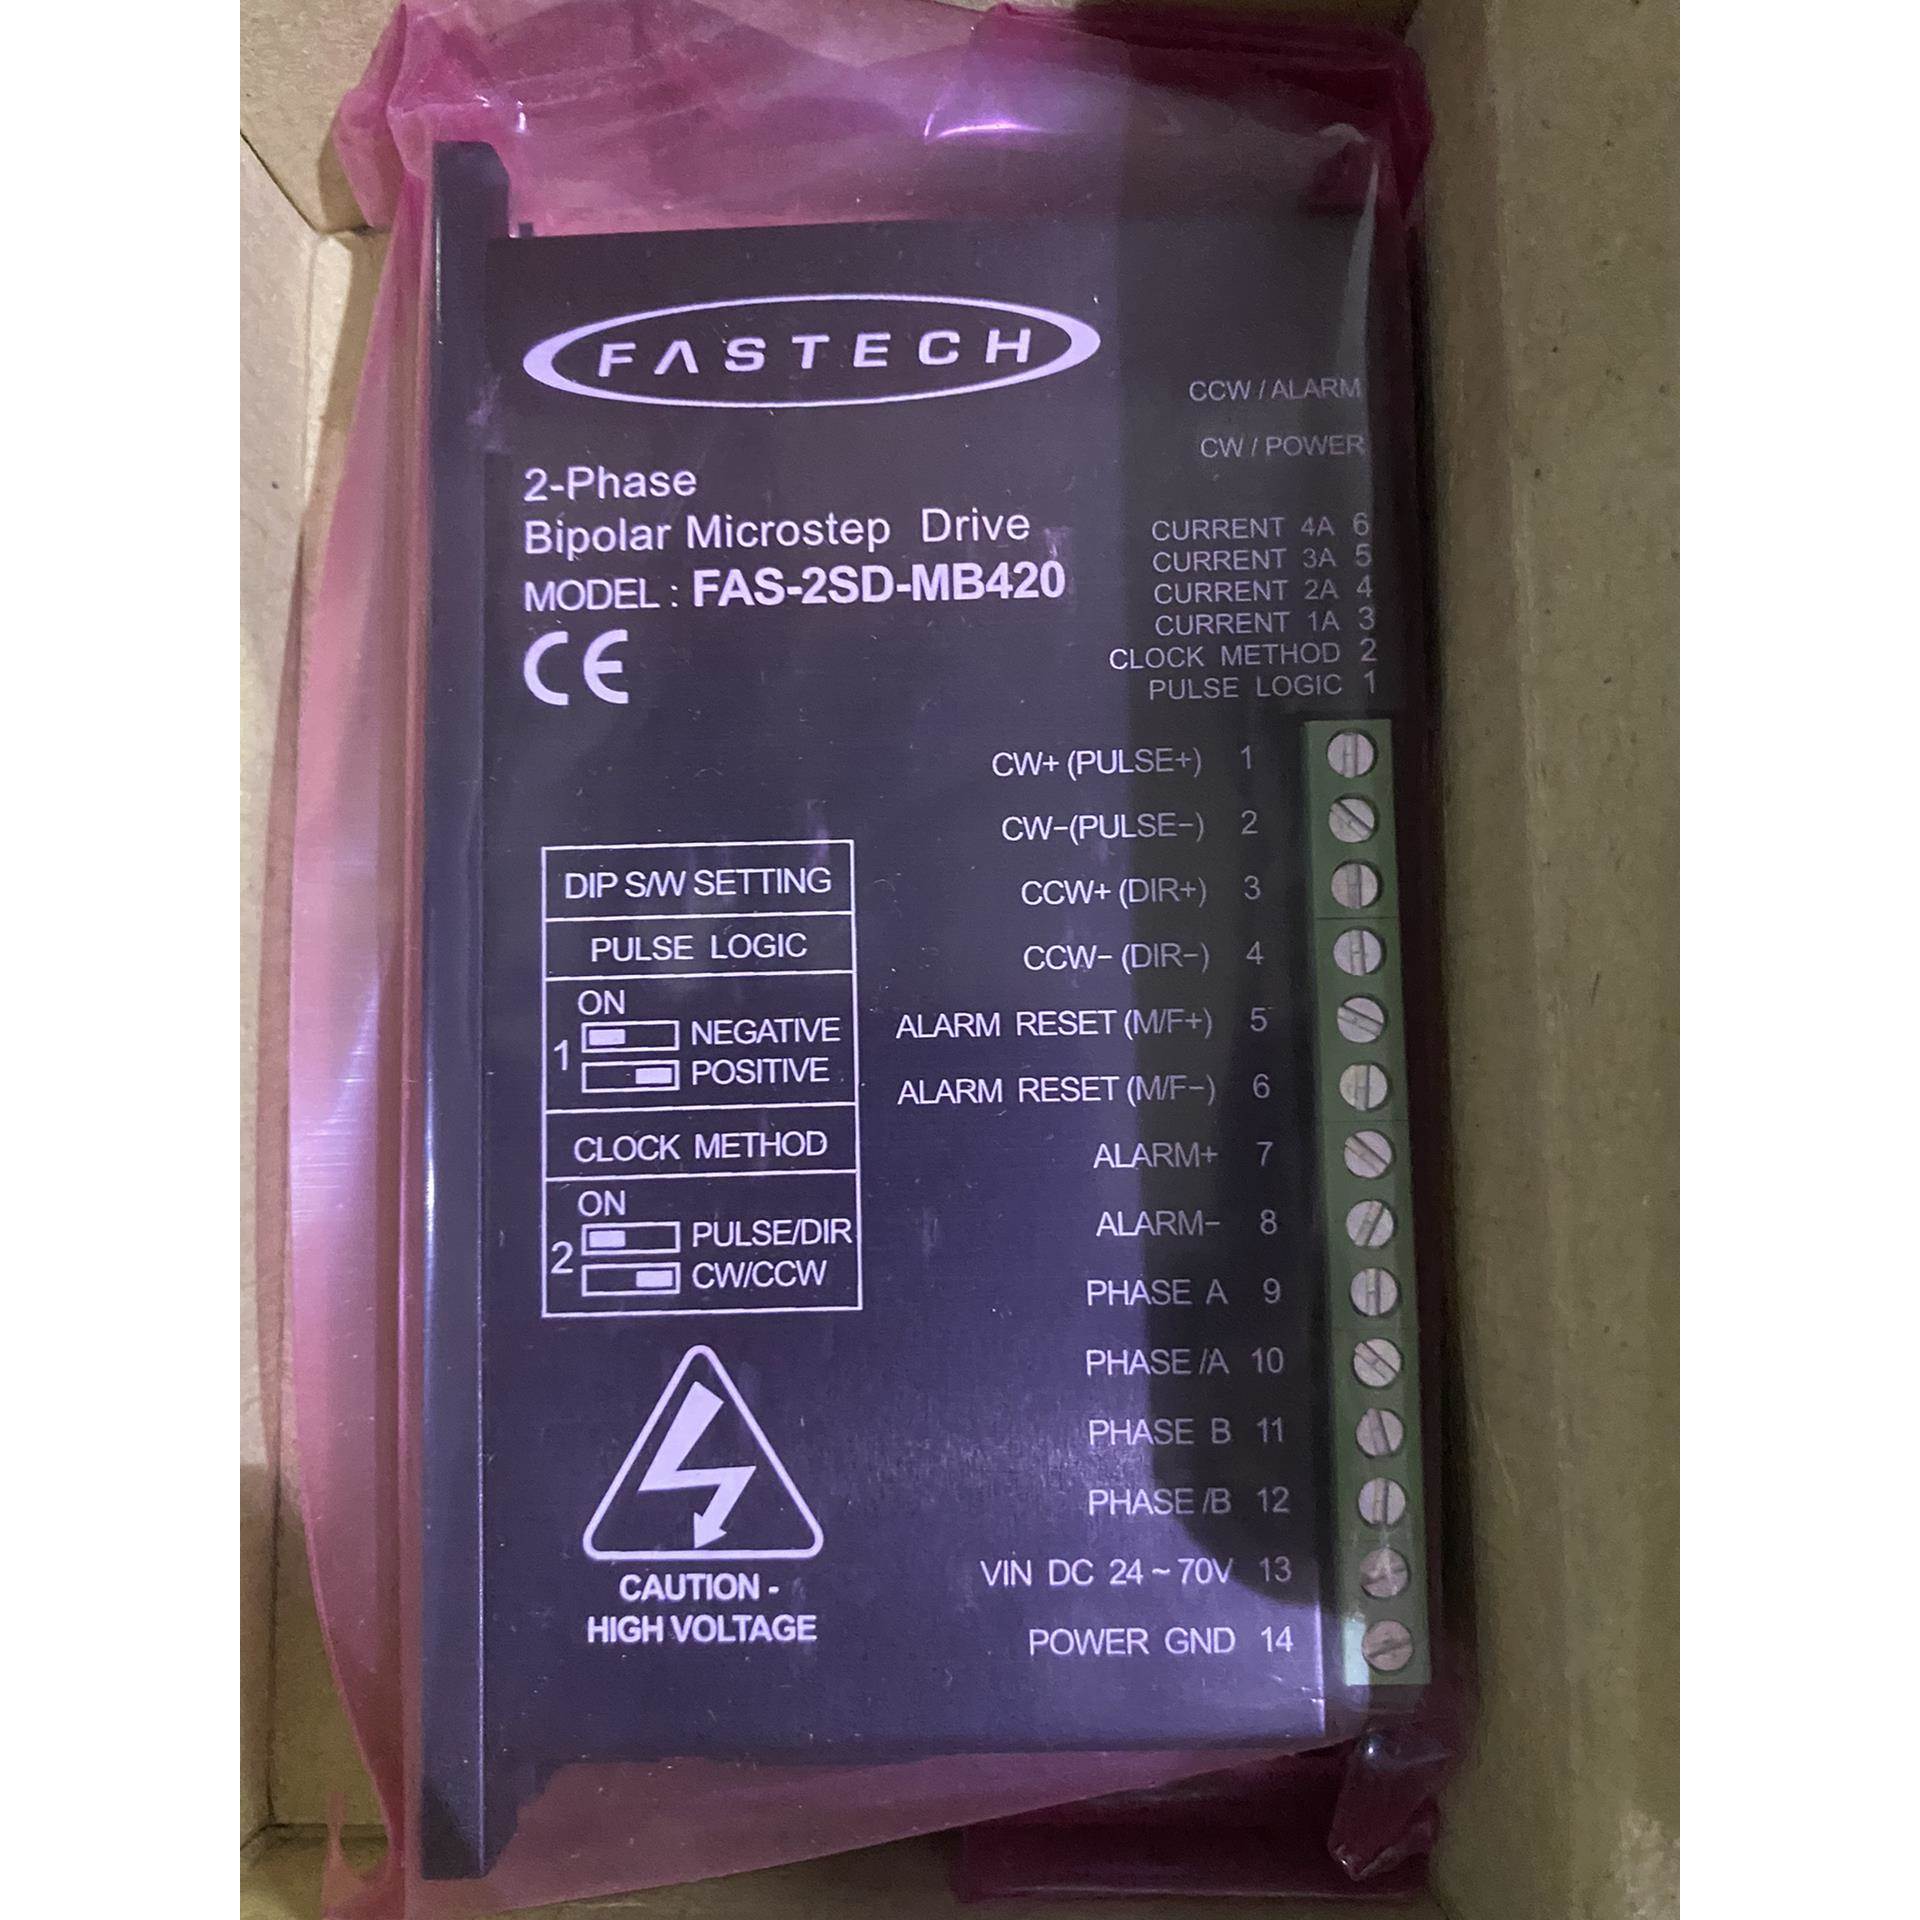 FASTECH
CCW / ALARM
CW / POWER
2-Phase
Bipolar Microstep Drive
MODEL : FAS-2SD-MB420
CE
CURRENT 4A 6
CURRENT 3A 5
CURRENT 2A 4
CURRENT 1A 3
CLOCK METHOD 2
PULSE LOGIC 1
CW+ (PULSE+) 1
CW-(PULSE-) 2
CCW+ (DIR+) 3
CCW- (DIR-) 4
ALARM RESET (M/F+) 5
ALARM RESET (M/F-) 6
ALARM+ 7
ALARM- 8
PHASE A 9
PHASE /A 10
PHASE B 11
PHASE /B 12
VIN DC 24 ~ 70V 13
POWER GND 14
DIP S/W SETTING
PULSE LOGIC
ON
1 NEGATIVE
POSITIVE
CLOCK METHOD
ON
2 PULSE/DIR
CW/CCW
CAUTION -
HIGH VOLTAGE